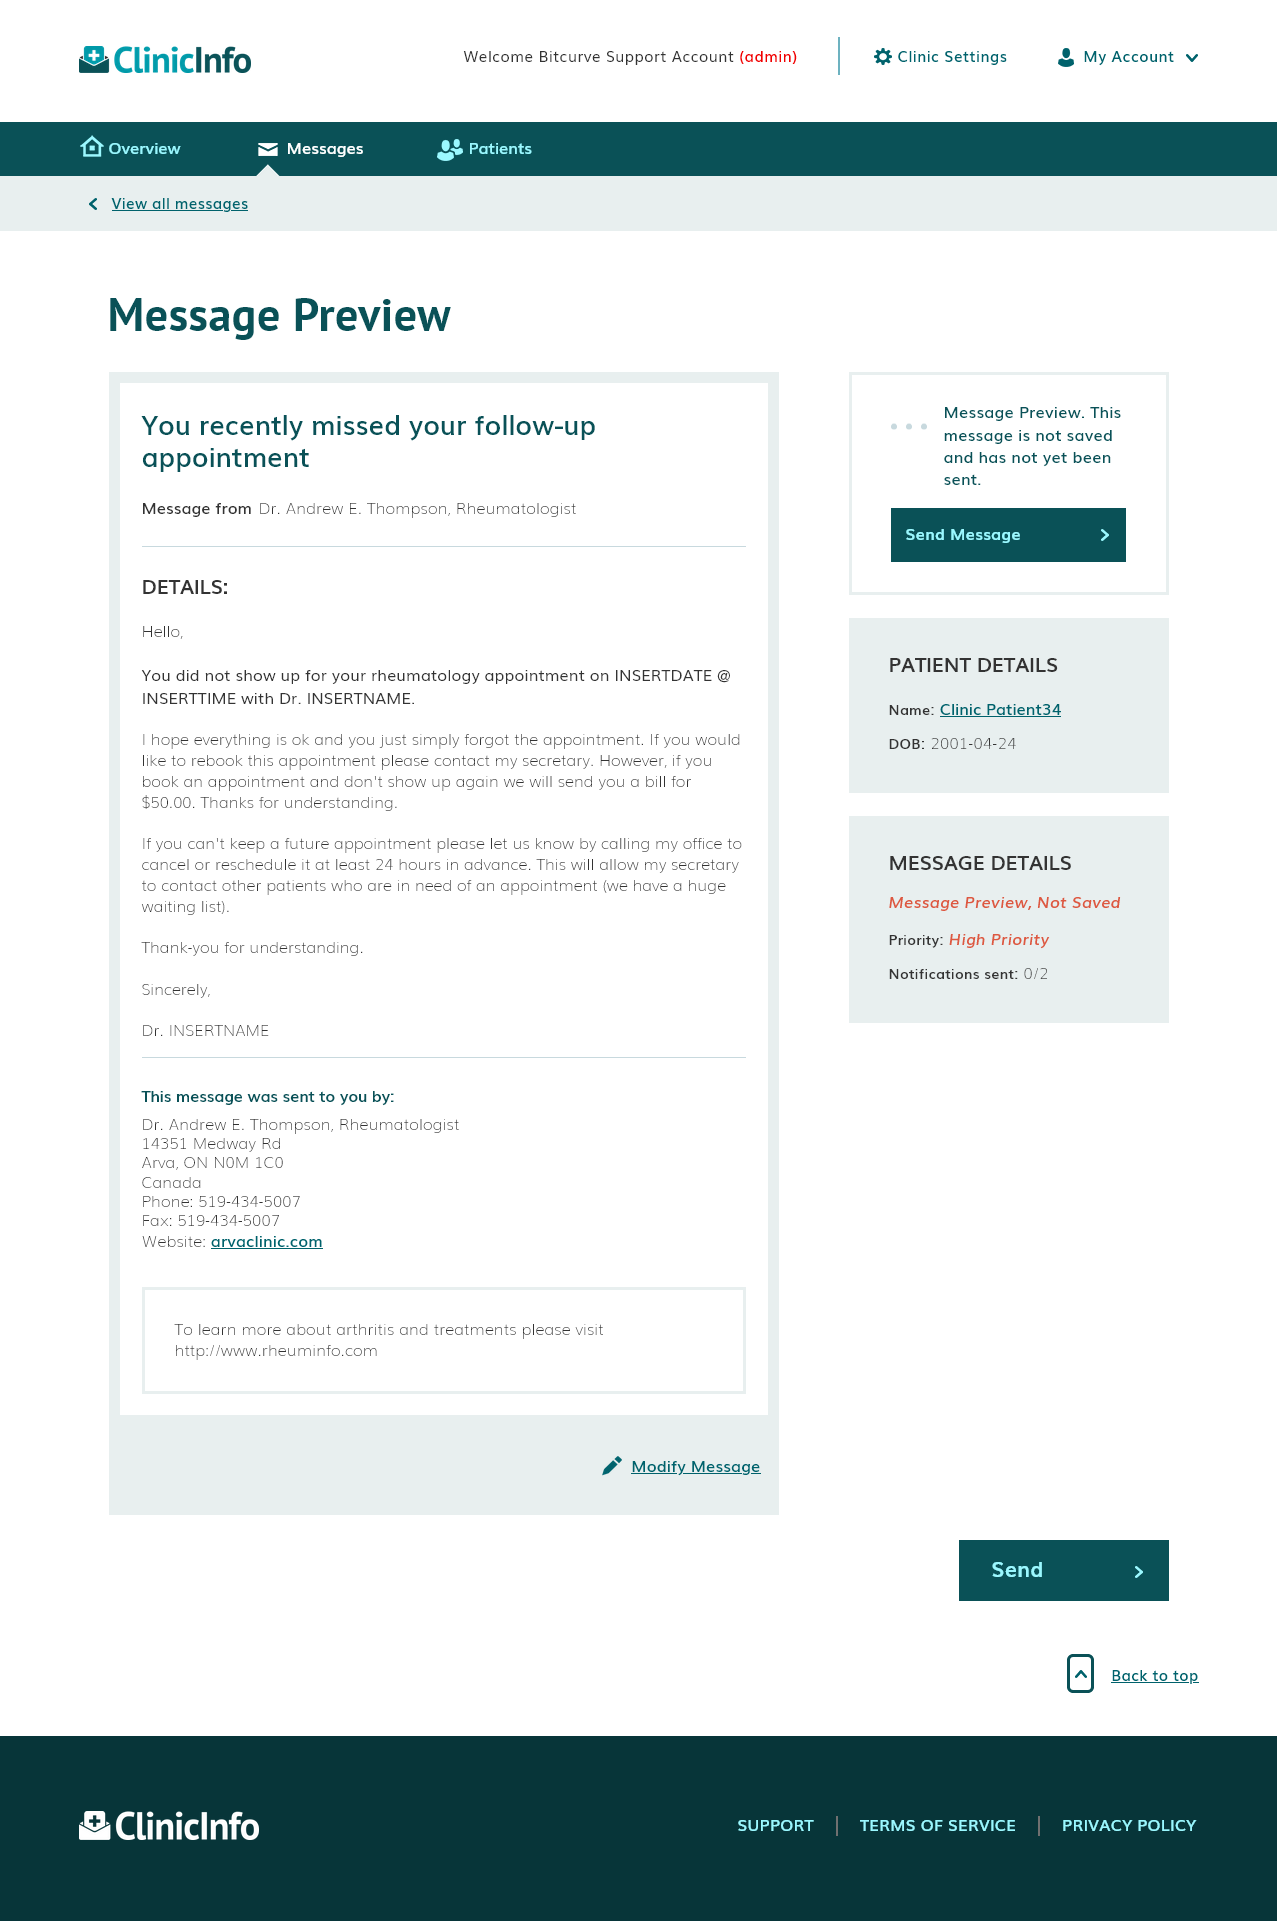 ClinicInfo
Welcome Bitcurve Support Account (admin)
Clinic Settings
My Account
Overview
Messages
Patients
View all messages
Message Preview
You recently missed your follow-up
appointment
Message from Dr. Andrew E. Thompson, Rheumatologist
DETAILS:
Hello,
You did not show up for your rheumatology appointment on INSERTDATE @
INSERTTIME with Dr. INSERTNAME.
I hope everything is ok and you just simply forgot the appointment. If you would
like to rebook this appointment please contact my secretary. However, if you
book an appointment and don't show up again we will send you a bill for
$50.00. Thanks for understanding.
If you can't keep a future appointment please let us know by calling my office to
cancel or reschedule it at least 24 hours in advance. This will allow my secretary
to contact other patients who are in need of an appointment (we have a huge
waiting list).
Thank-you for understanding.
Sincerely,
Dr. INSERTNAME
This message was sent to you by:
Dr. Andrew E. Thompson, Rheumatologist
14351 Medway Rd
Arva, ON N0M 1C0
Canada
Phone: 519-434-5007
Fax: 519-434-5007
Website: arvaclinic.com
To learn more about arthritis and treatments please visit
http://www.rheuminfo.com
Modify Message
Message Preview. This
message is not saved
and has not yet been
sent.
Send Message
PATIENT DETAILS
Name: Clinic Patient34
DOB: 2001-04-24
MESSAGE DETAILS
Message Preview, Not Saved
Priority: High Priority
Notifications sent: 0/2
Send
Back to top
ClinicInfo
SUPPORT
TERMS OF SERVICE
PRIVACY POLICY